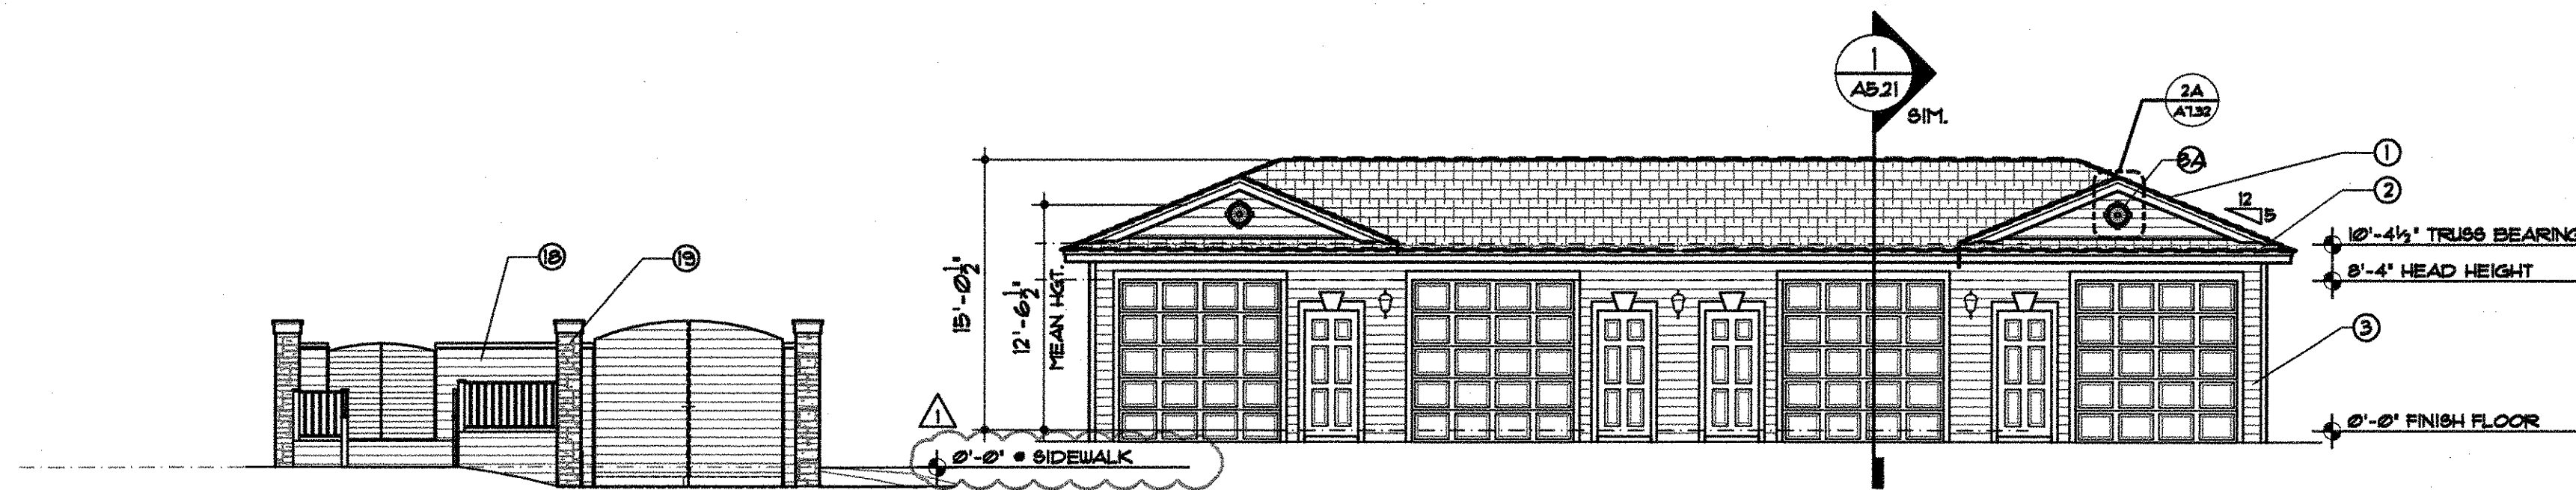 1
A5.21
SIM.
2A
A7.32
8A
1
2
12
5
10'-4½" TRUSS BEARING
8'-4" HEAD HEIGHT
3
0'-0" FINISH FLOOR
15'-0½"
12'-6½"
MEAN HGT.
18
19
1
0'-0" @ SIDEWALK